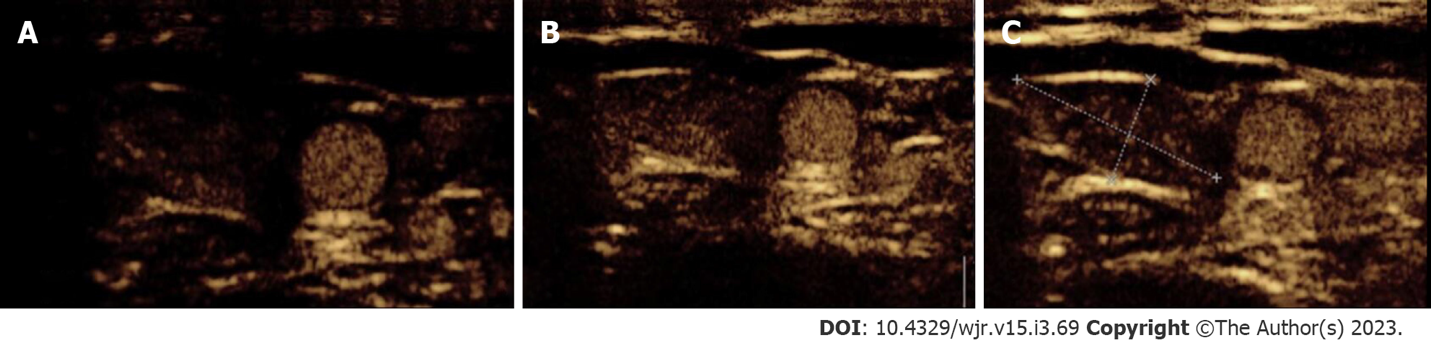 A
B
C
DOI: 10.4329/wjr.v15.i3.69 Copyright ©The Author(s) 2023.